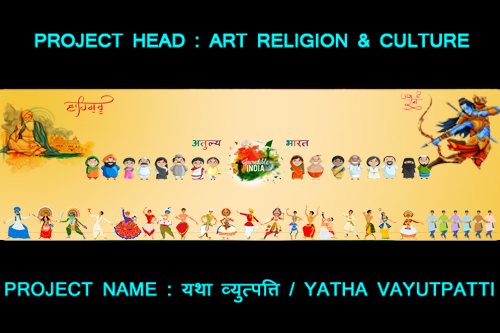 PROJECT HEAD : ART RELIGION & CULTURE
अतुल्य
Incredible
INDIA
भारत
PROJECT NAME : यथा व्युत्पत्ति / YATHA VAYUTPATTI